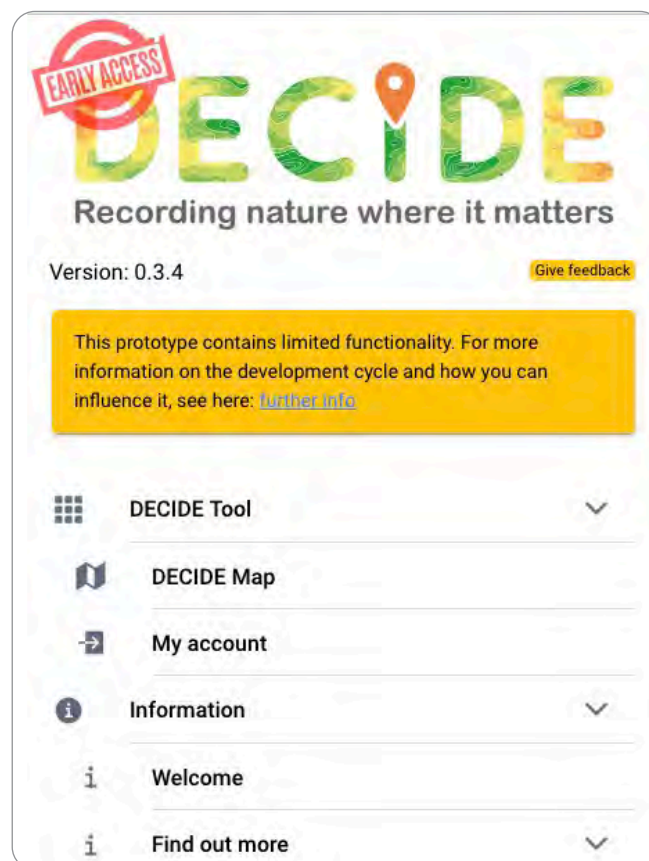 EARLY ACCESS
DECIDE
Recording nature where it matters
Version: 0.3.4
Give feedback
This prototype contains limited functionality. For more
information on the development cycle and how you can
influence it, see here: further info
DECIDE Tool
DECIDE Map
My account
Information
Welcome
Find out more